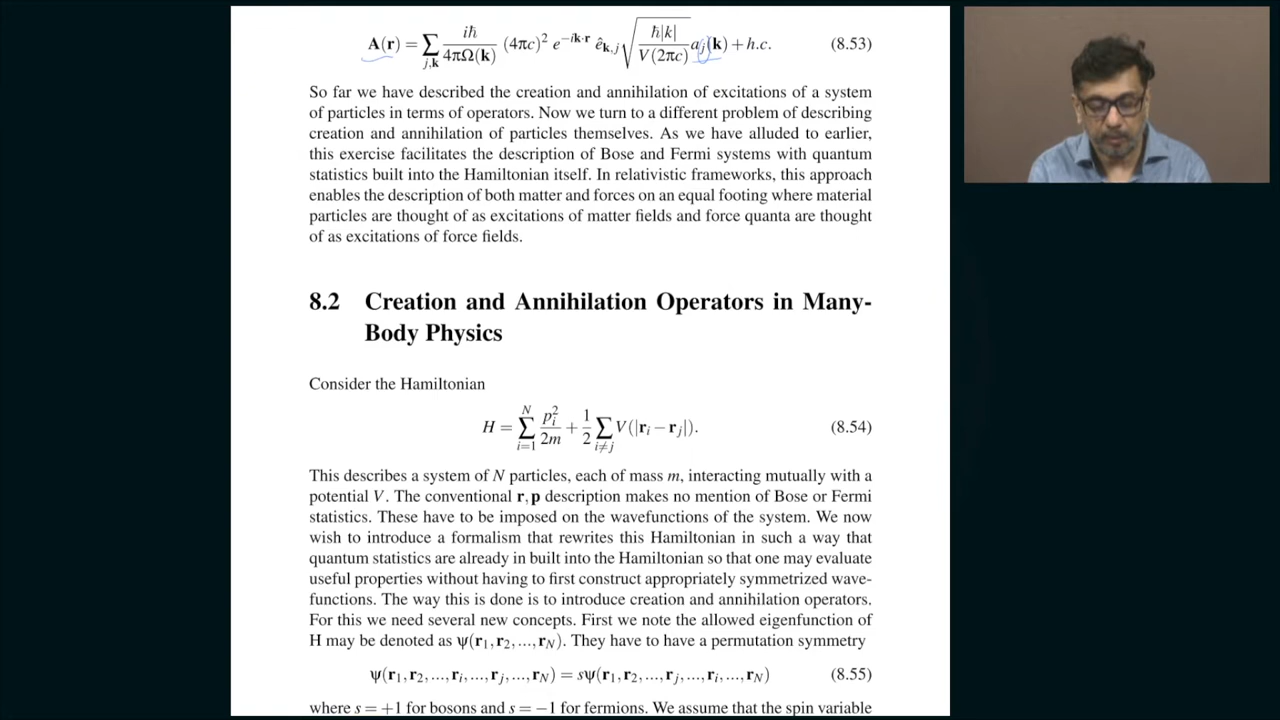 A(r) = ∑_{j,k} \frac{iħ}{4πΩ(k)} (4πc)² e^{−ik·r} ê_{k,j} \sqrt{\frac{ħ|k|}{V(2πc)}} a_j(k) + h.c. (8.53)
So far we have described the creation and annihilation of excitations of a system
of particles in terms of operators. Now we turn to a different problem of describing
creation and annihilation of particles themselves. As we have alluded to earlier,
this exercise facilitates the description of Bose and Fermi systems with quantum
statistics built into the Hamiltonian itself. In relativistic frameworks, this approach
enables the description of both matter and forces on an equal footing where material
particles are thought of as excitations of matter fields and force quanta are thought
of as excitations of force fields.
8.2 Creation and Annihilation Operators in Many-
Body Physics
Consider the Hamiltonian
H = ∑_{i=1}^{N} \frac{p_i^2}{2m} + \frac{1}{2} ∑_{i≠j} V(|r_i − r_j|). (8.54)
This describes a system of N particles, each of mass m, interacting mutually with a
potential V. The conventional r, p description makes no mention of Bose or Fermi
statistics. These have to be imposed on the wavefunctions of the system. We now
wish to introduce a formalism that rewrites this Hamiltonian in such a way that
quantum statistics are already in built into the Hamiltonian so that one may evaluate
useful properties without having to first construct appropriately symmetrized wave-
functions. The way this is done is to introduce creation and annihilation operators.
For this we need several new concepts. First we note the allowed eigenfunction of
H may be denoted as ψ(r₁,r₂,...,r_N). They have to have a permutation symmetry
ψ(r₁,r₂,...,r_i,...,r_j,...,r_N) = sψ(r₁,r₂,...,r_j,...,r_i,...,r_N) (8.55)
where s = +1 for bosons and s = −1 for fermions. We assume that the spin variable